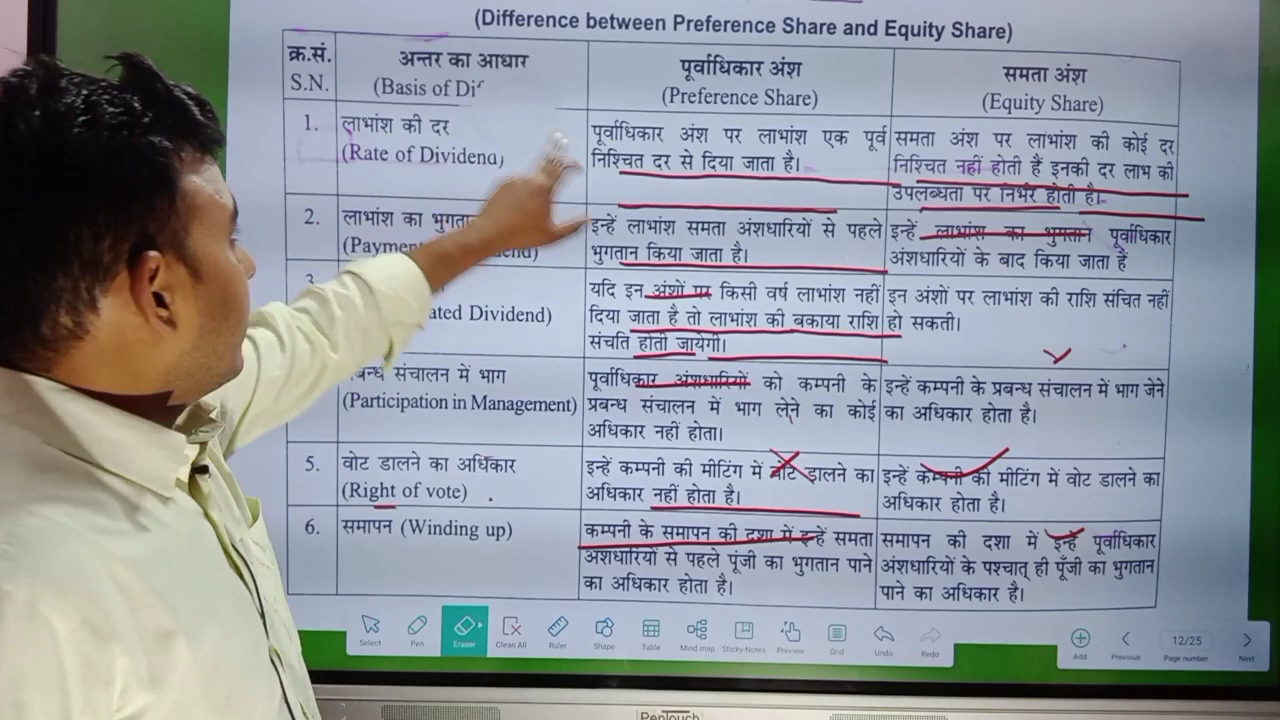 (Difference between Preference Share and Equity Share)
क्र.सं.
S.N.
अन्तर का आधार
(Basis of
पूर्वाधिकार अंश
(Preference Share)
समता अंश
(Equity Share)
1.
लाभांश की दर
(Rate of Dividend)
पूर्वाधिकार अंश पर लाभांश एक पूर्व
निश्चित दर से दिया जाता है।
समता अंश पर लाभांश की कोई दर
निश्चित नहीं होती हैं इनकी दर लाभ की
उपलब्धता पर निर्भर होती है।
2.
लाभांश का
इन्हें लाभांश समता अंशधारियों से पहले
भुगतान किया जाता है।
इन्हें लाभांश का भुगतान पूर्वाधिकार
अंशधारियों के बाद किया जाता हैं
Dividend)
यदि इन अंशों पर किसी वर्ष लाभांश नहीं
दिया जाता है तो लाभांश की बकाया राशि
संचति होती जायेगी।
इन अंशों पर लाभांश की राशि संचित नहीं
हो सकती।
संचालन में भाग
(Participation in Management)
पूर्वाधिकार अंशधारियों को कम्पनी के
प्रबन्ध संचालन में भाग लेने का कोई
अधिकार नहीं होता।
इन्हें कम्पनी के प्रबन्ध संचालन में भाग जेने
का अधिकार होता है।
5.
वोट डालने का अधिकार
(Right of vote)
इन्हें कम्पनी की मीटिंग में वोट डालने का
अधिकार नहीं होता है।
इन्हें कम्पनी की मीटिंग में वोट डालने का
अधिकार होता है।
6.
समापन (Winding up)
कम्पनी के समापन की दशा में इन्हें समता
अंशधारियों से पहले पूंजी का भुगतान पाने
का अधिकार होता है।
समापन की दशा में इन्हें पूर्वाधिकार
अंशधारियों के पश्चात् ही पूँजी का भुगतान
पाने का अधिकार है।
Select Pen Eraser Clean All Ruler Shape Table Mind map Sticky-Notes Preview Grid Undo Redo
Add Previous 12/25 Page number Next
PenTouch